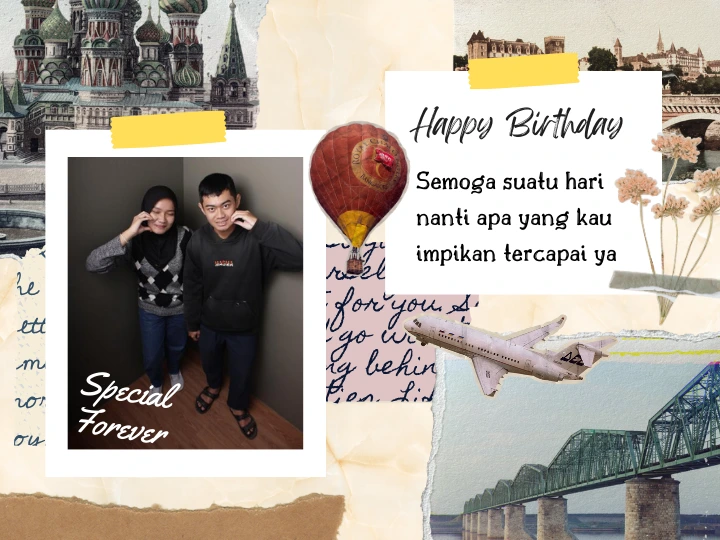 Happy Birthday
Semoga suatu hari
nanti apa yang kau
impikan tercapai ya
Special
Forever
for you
go
behin